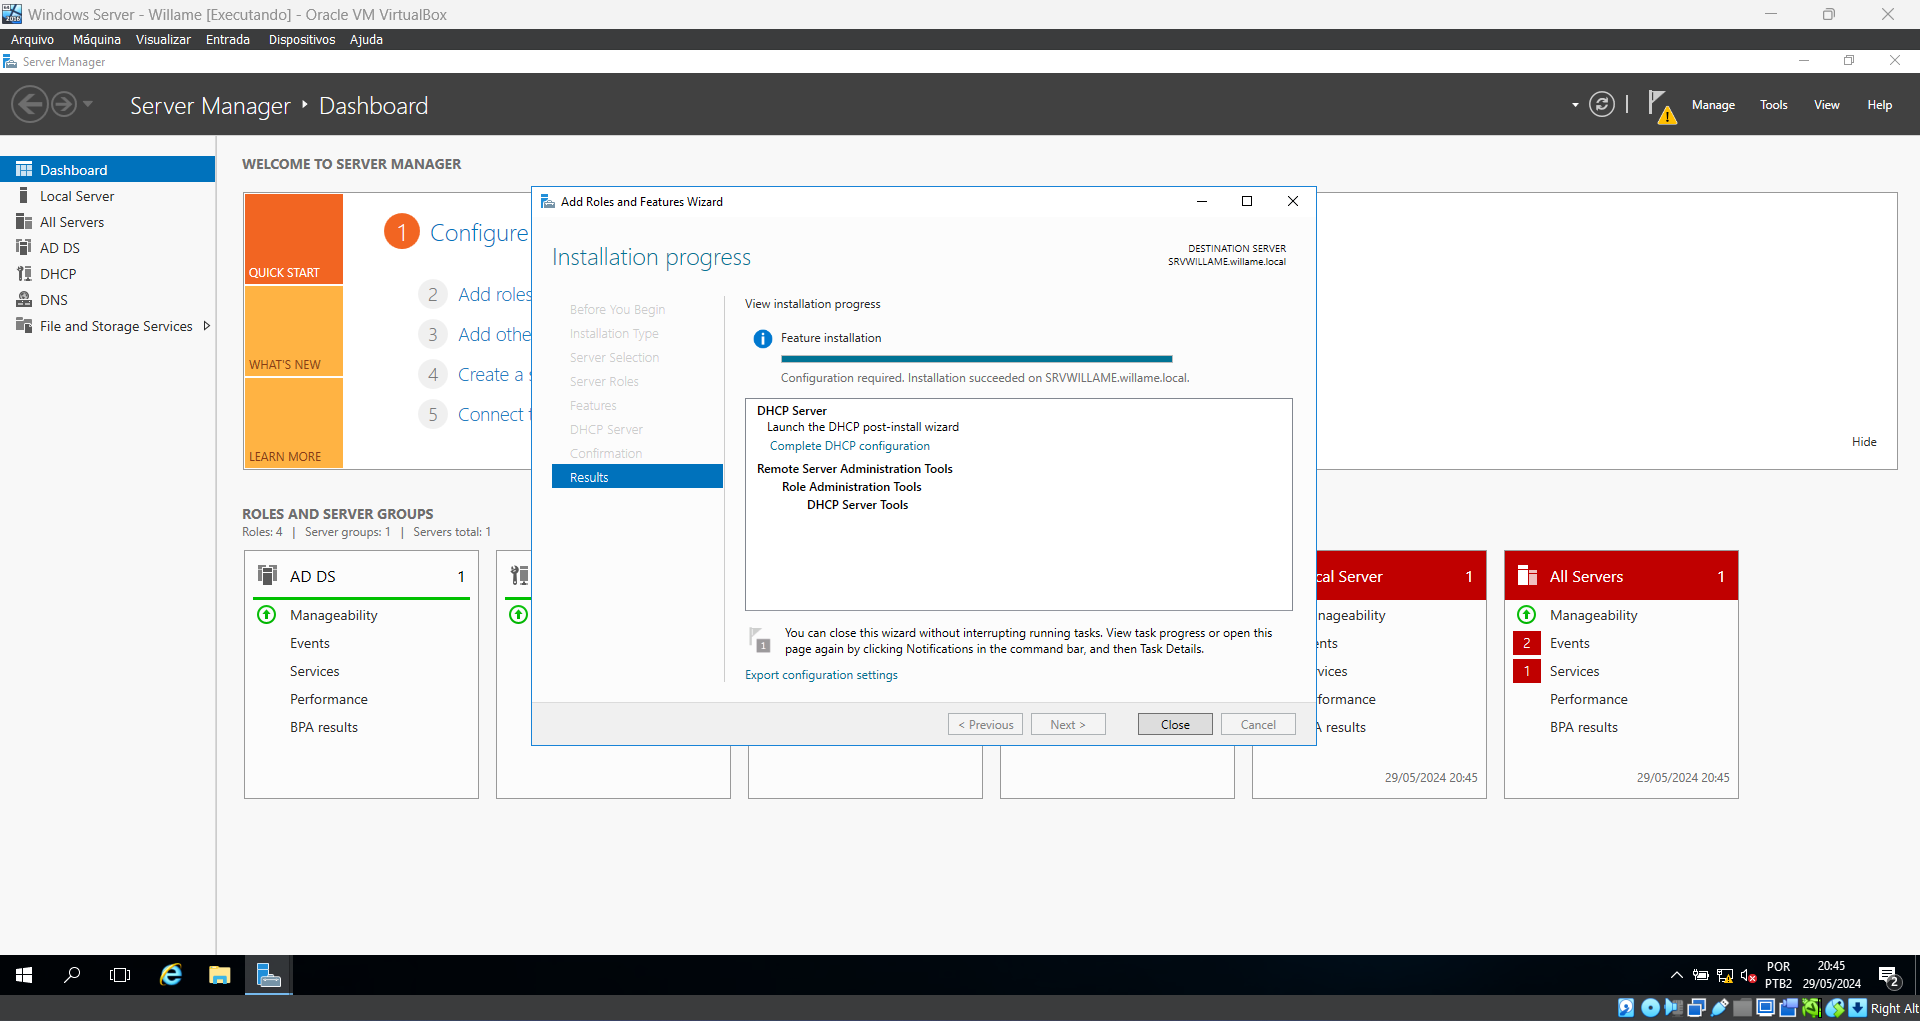 Windows Server - Willame [Executando] - Oracle VM VirtualBox
Arquivo Máquina Visualizar Entrada Dispositivos Ajuda
Server Manager
Server Manager Dashboard
Manage Tools View Help
Dashboard
Local Server
All Servers
AD DS
DHCP
DNS
File and Storage Services
WELCOME TO SERVER MANAGER
QUICK START
WHAT'S NEW
LEARN MORE
1 Configure
2 Add roles
3 Add othe
4 Create a s
5 Connect t
Hide
Add Roles and Features Wizard
Installation progress
DESTINATION SERVER
SRVWILLAME.willame.local
Before You Begin
Installation Type
Server Selection
Server Roles
Features
DHCP Server
Confirmation
Results
View installation progress
Feature installation
Configuration required. Installation succeeded on SRVWILLAME.willame.local.
DHCP Server
Launch the DHCP post-install wizard
Complete DHCP configuration
Remote Server Administration Tools
Role Administration Tools
DHCP Server Tools
1
You can close this wizard without interrupting running tasks. View task progress or open this
page again by clicking Notifications in the command bar, and then Task Details.
Export configuration settings
< Previous Next > Close Cancel
ROLES AND SERVER GROUPS
Roles: 4 | Server groups: 1 | Servers total: 1
AD DS 1
Manageability
Events
Services
Performance
BPA results
cal Server 1
nageability
ents
vices
formance
A results
29/05/2024 20:45
All Servers 1
Manageability
2 Events
1 Services
Performance
BPA results
29/05/2024 20:45
POR
PTB2
20:45
29/05/2024
2
Right Alt